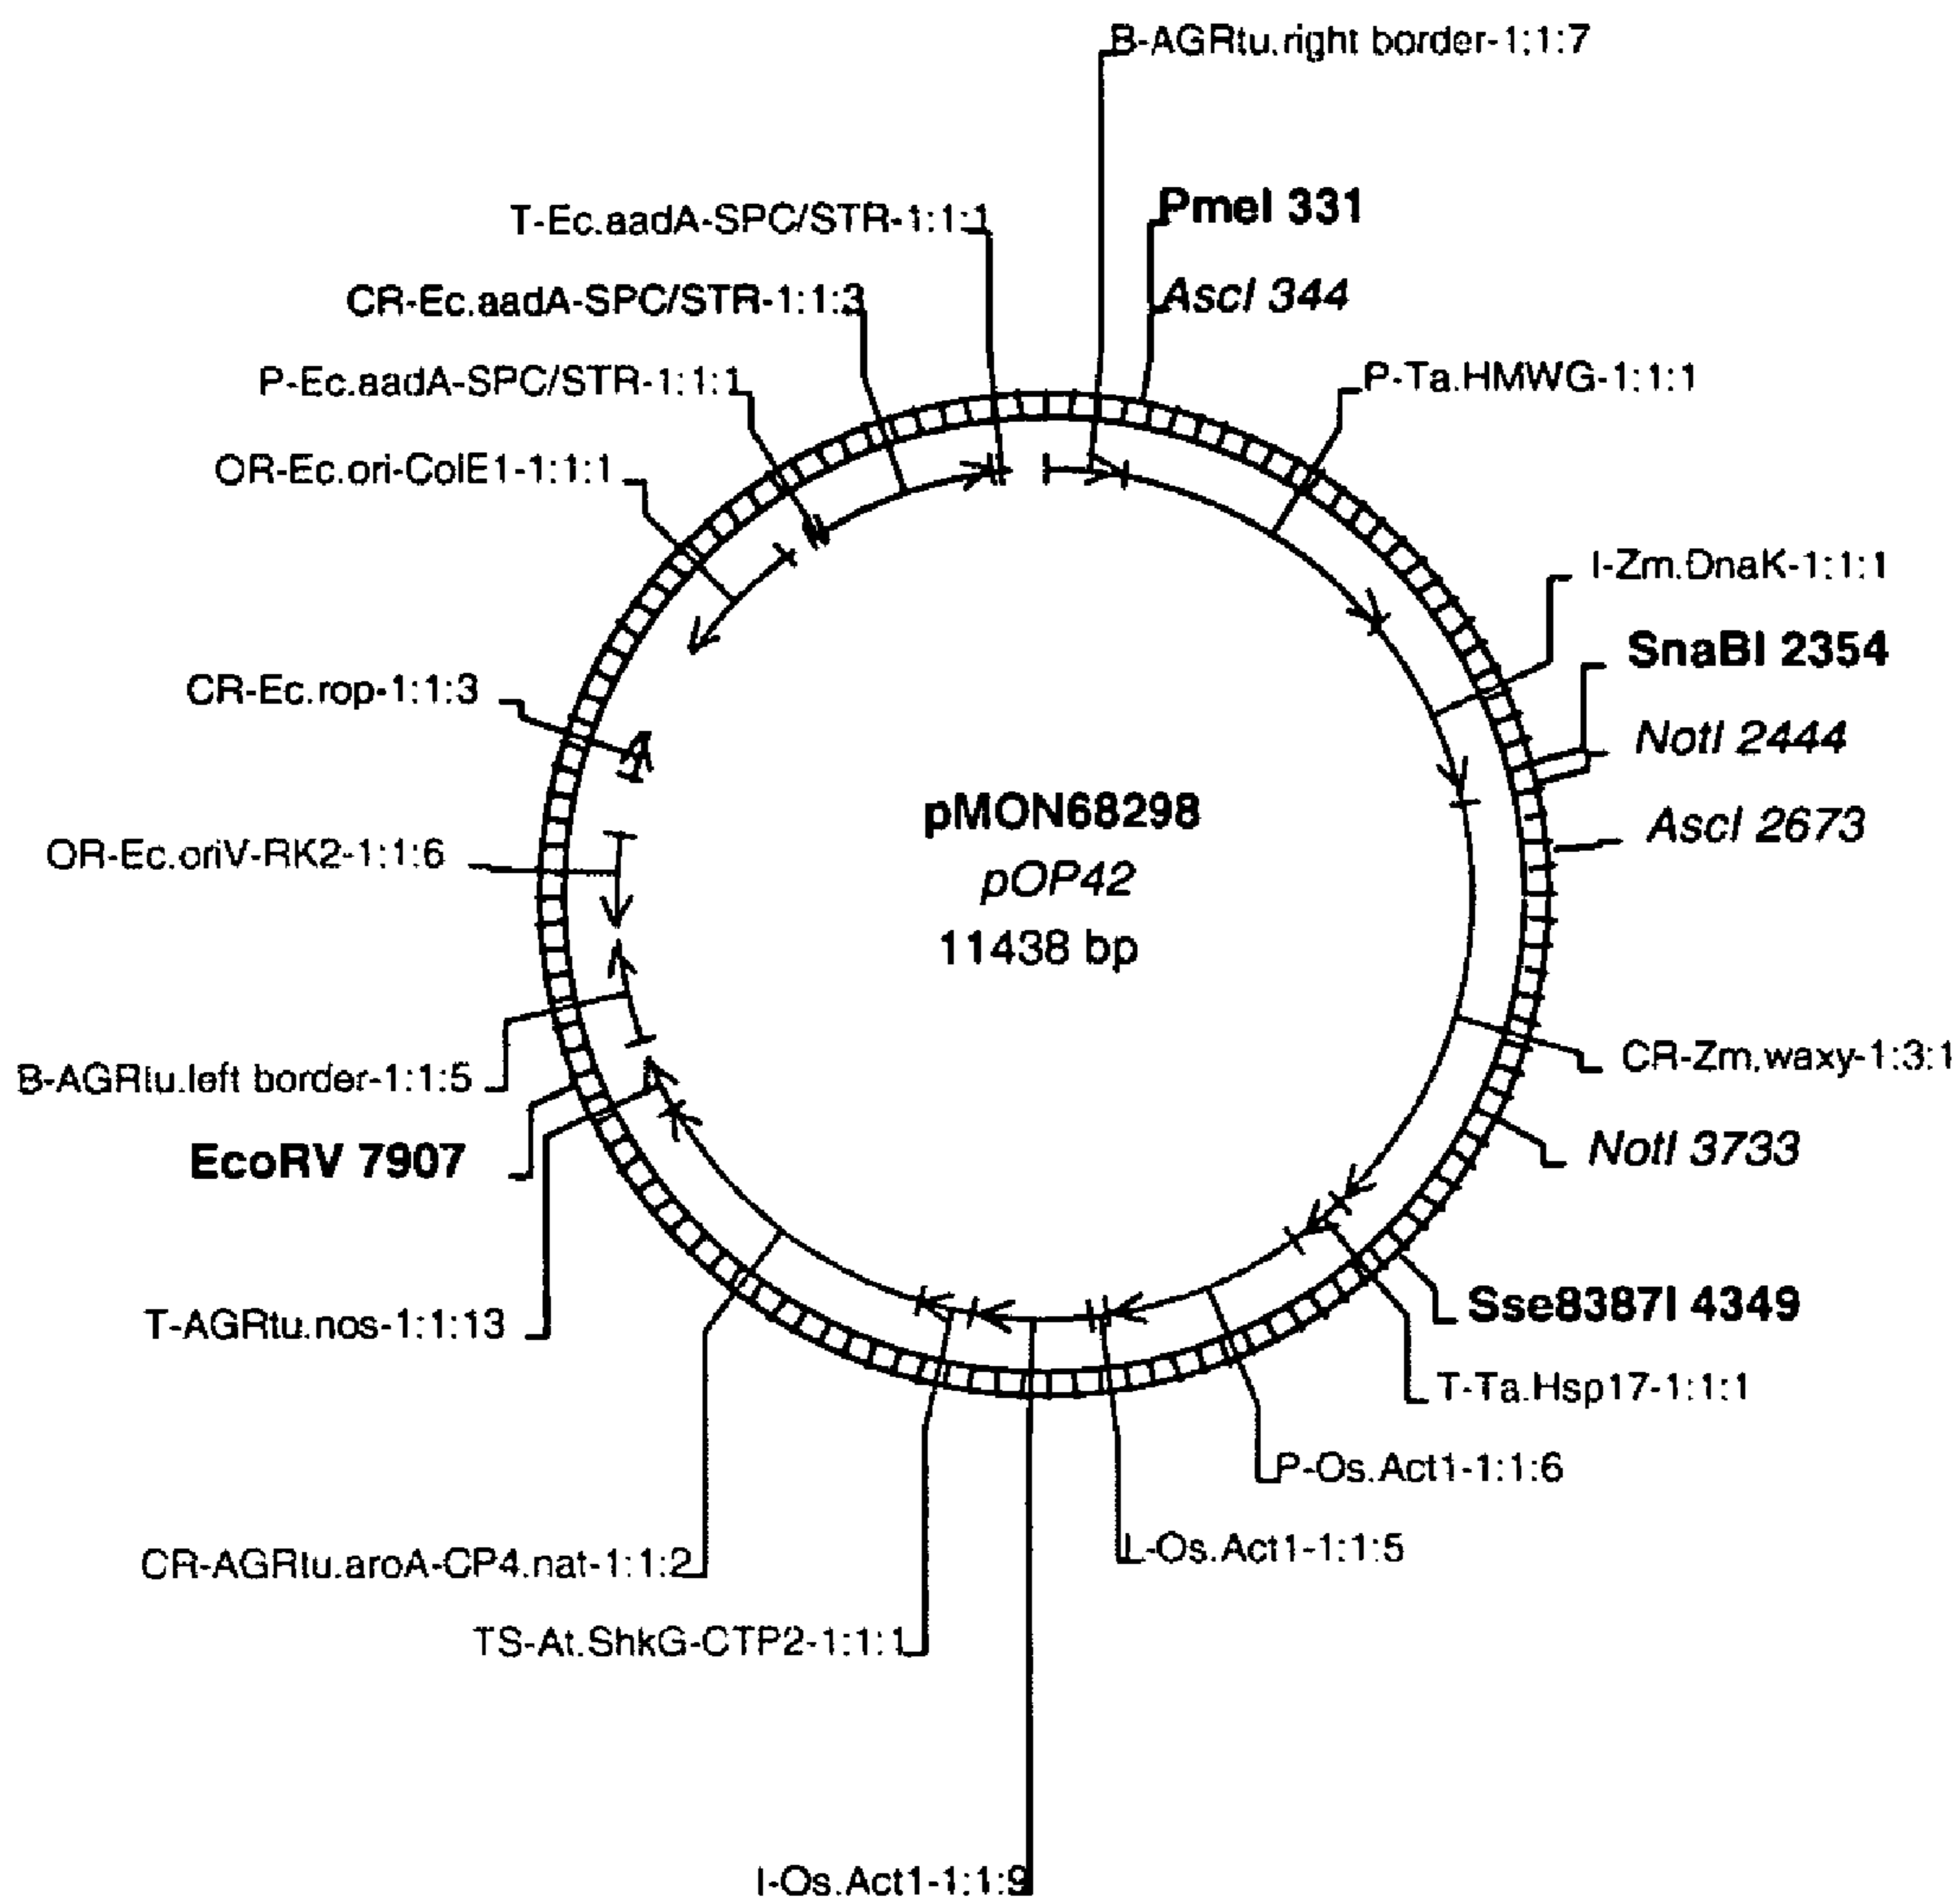 B-AGRtu.right border-1:1:7
T-Ec.aadA-SPC/STR-1:1:1
PmeI 331
CR-Ec.aadA-SPC/STR-1:1:3
AscI 344
P-Ec.aadA-SPC/STR-1:1:1
P-Ta.HMWG-1:1:1
OR-Ec.ori-ColE1-1:1:1
I-Zm.DnaK-1:1:1
SnaBI 2354
CR-Ec.rop-1:1:3
NotI 2444
pMON68298
AscI 2673
OR-Ec.oriV-RK2-1:1:6
pOP42
11438 bp
CR-Zm.waxy-1:3:1
B-AGRtu.left border-1:1:5
NotI 3733
EcoRV 7907
Sse8387I 4349
T-AGRtu.nos-1:1:13
T-Ta.Hsp17-1:1:1
P-Os.Act1-1:1:6
L-Os.Act1-1:1:5
CR-AGRtu.aroA-CP4.nat-1:1:2
TS-At.ShkG-CTP2-1:1:1
I-Os.Act1-1:1:9